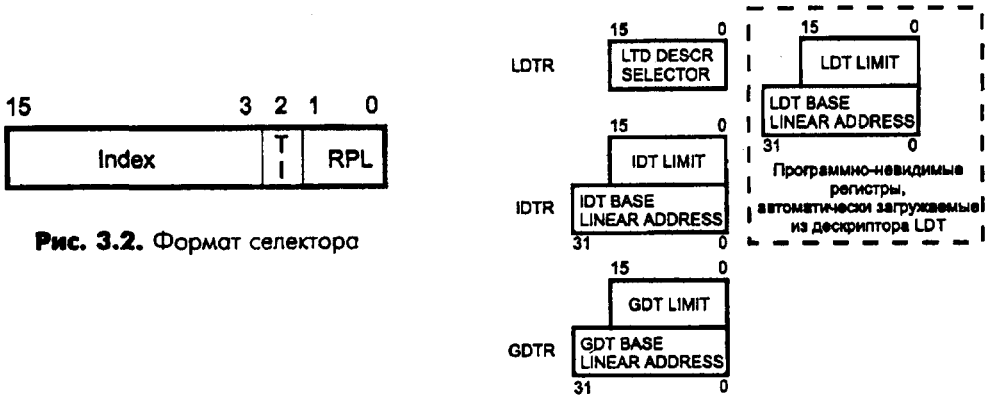 15 3 2 1 0
Index
T
I
RPL
Рис. 3.2. Формат селектора
15 0
LDTR
LTD DESCR
SELECTOR
15 0
IDT LIMIT
IDTR
IDT BASE
LINEAR ADDRESS
31 0
15 0
GDT LIMIT
GDTR
GDT BASE
LINEAR ADDRESS
31 0
15 0
LDT LIMIT
LDT BASE
LINEAR ADDRESS
31 0
Программно-невидимые
регистры,
автоматически загружаемые
из дескриптора LDT